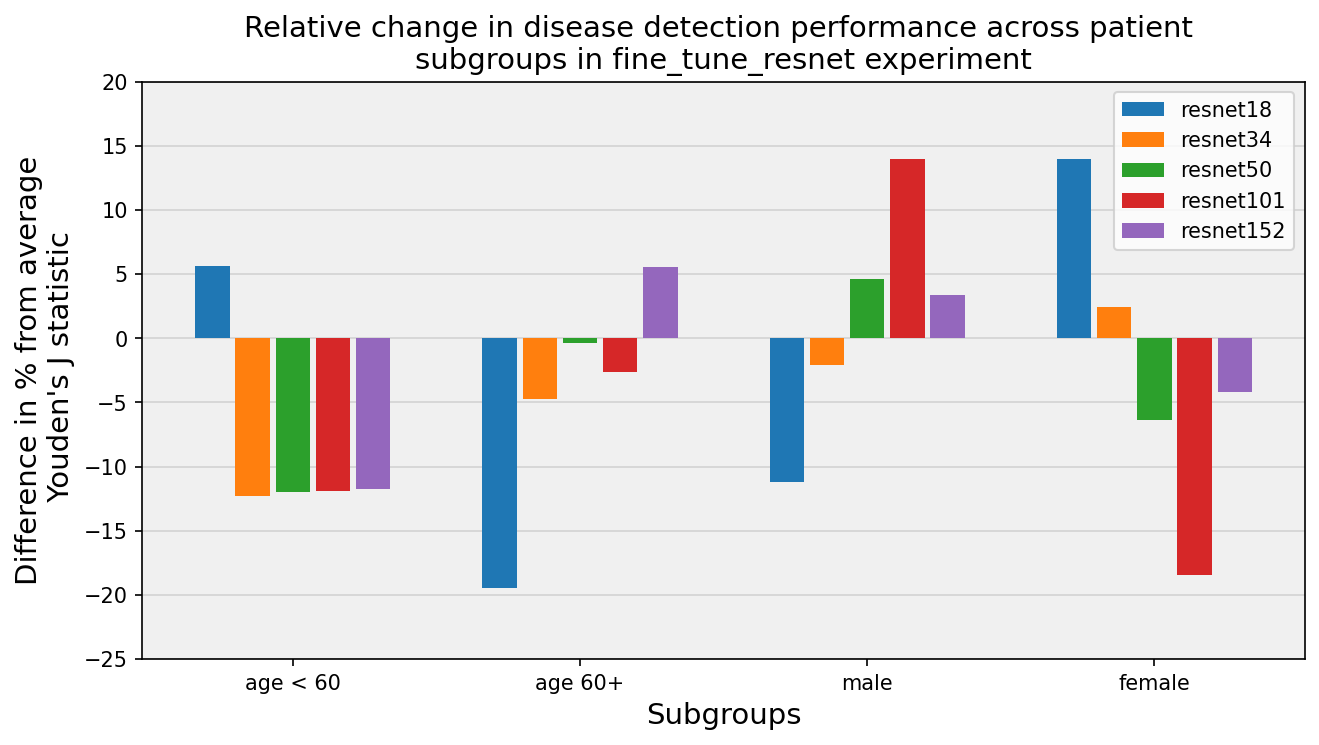 Relative change in disease detection performance across patient
subgroups in fine_tune_resnet experiment
Difference in % from average
Youden's J statistic
20
15
10
5
0
−5
−10
−15
−20
−25
resnet18
resnet34
resnet50
resnet101
resnet152
age < 60
age 60+
male
female
Subgroups